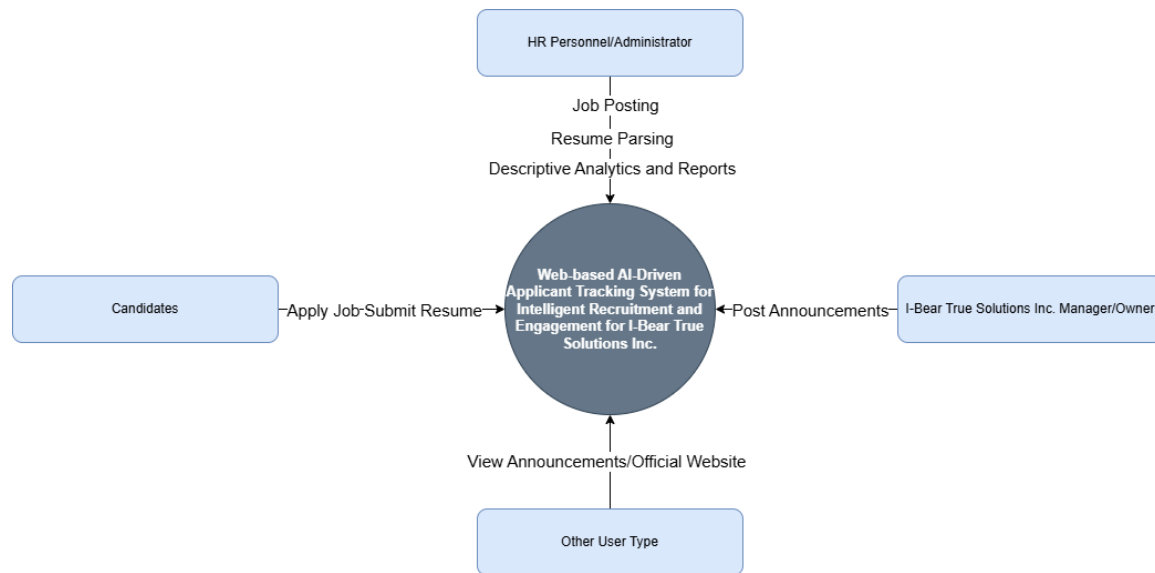 HR Personnel/Administrator
Job Posting
Resume Parsing
Descriptive Analytics and Reports
Web-based AI-Driven
Applicant Tracking System for
Intelligent Recruitment and
Engagement for I-Bear True
Solutions Inc.
Candidates
Apply Job
Submit Resume
Post Announcements
I-Bear True Solutions Inc. Manager/Owner
View Announcements/Official Website
Other User Type